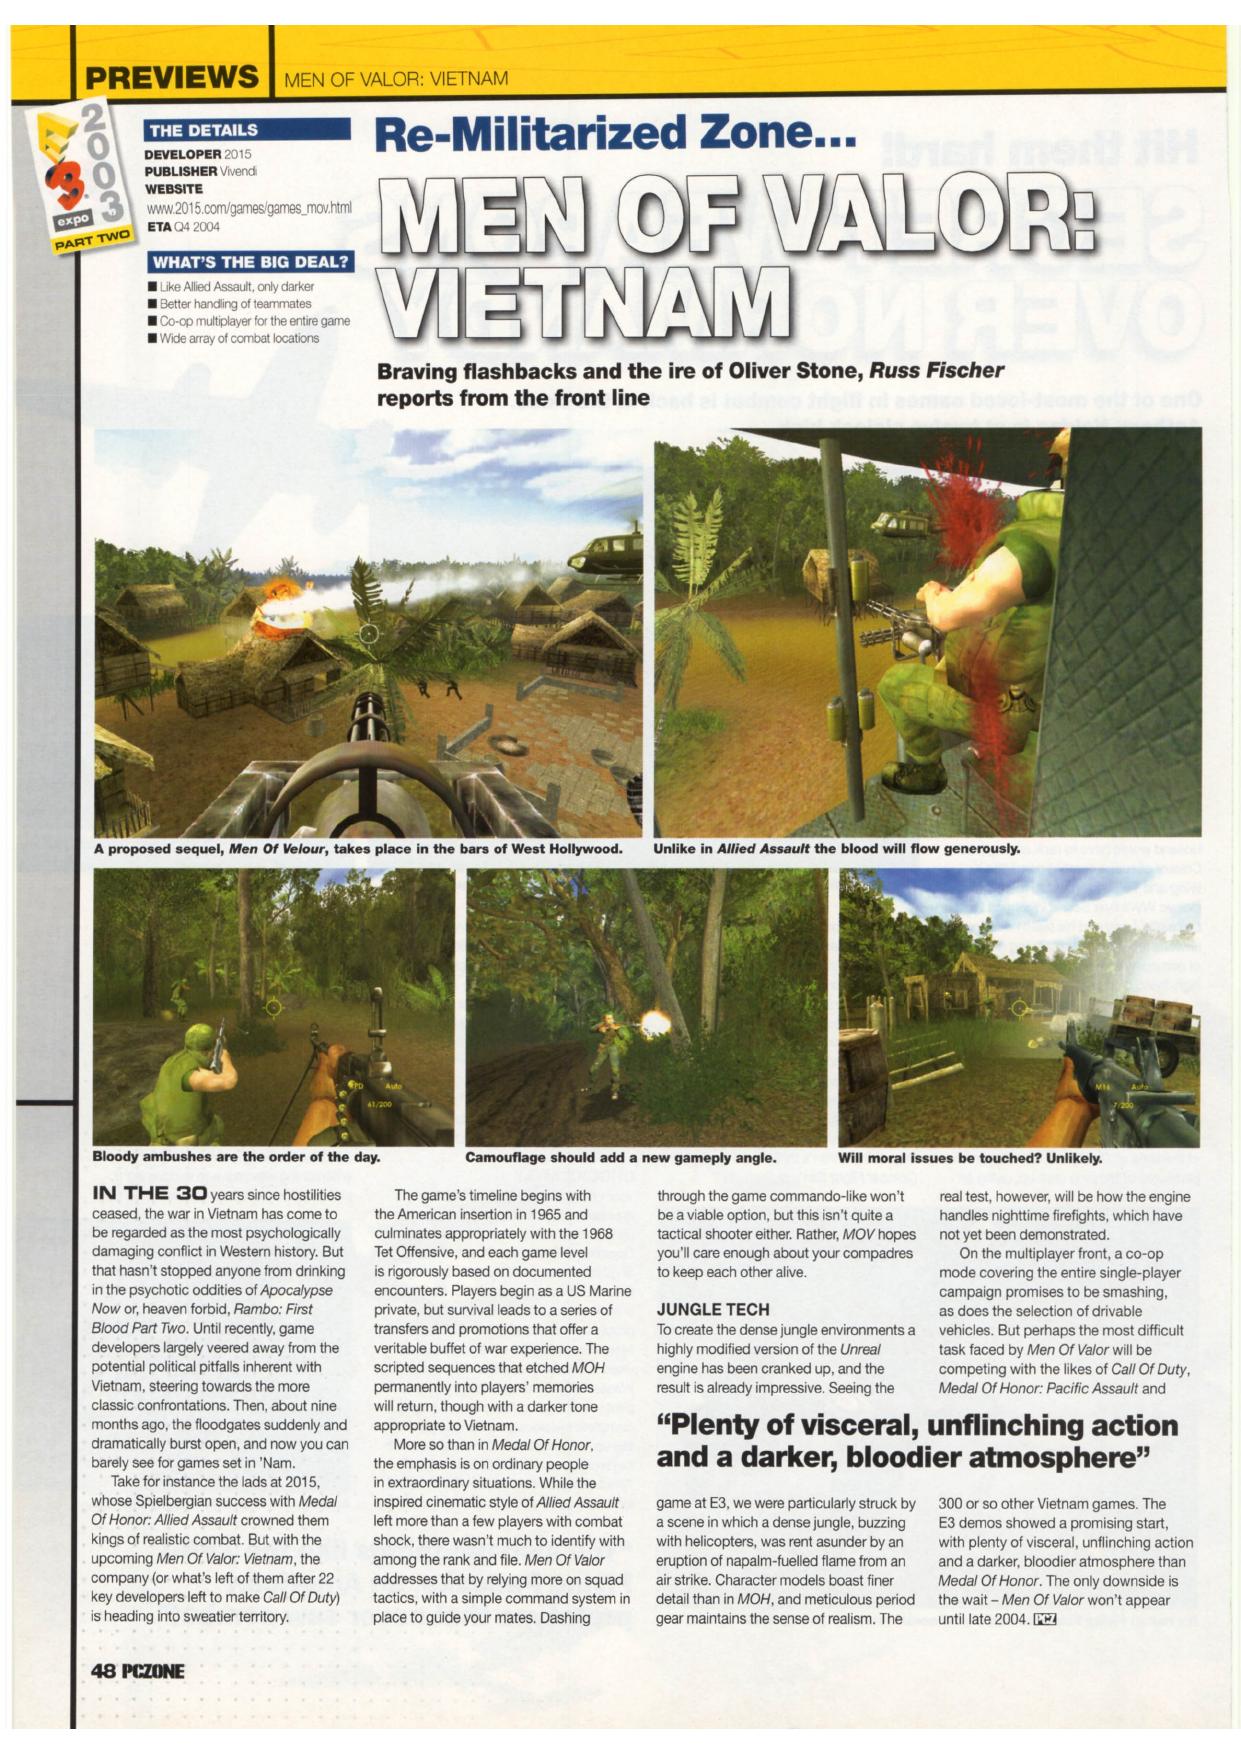 PREVIEWS
MEN OF VALOR: VIETNAM
E3 expo 2003
PART TWO
THE DETAILS
DEVELOPER 2015
PUBLISHER Vivendi
WEBSITE
www.2015.com/games/games_mov.html
ETA Q4 2004
WHAT'S THE BIG DEAL?
■ Like Allied Assault, only darker
■ Better handling of teammates
■ Co-op multiplayer for the entire game
■ Wide array of combat locations
Re-Militarized Zone...
MEN OF VALOR:
VIETNAM
Braving flashbacks and the ire of Oliver Stone, Russ Fischer
reports from the front line
A proposed sequel, Men Of Velour, takes place in the bars of West Hollywood.
Unlike in Allied Assault the blood will flow generously.
Auto
61/200
M16 Auto
7/200
Bloody ambushes are the order of the day.
Camouflage should add a new gameply angle.
Will moral issues be touched? Unlikely.
IN THE 30 years since hostilities
ceased, the war in Vietnam has come to
be regarded as the most psychologically
damaging conflict in Western history. But
that hasn't stopped anyone from drinking
in the psychotic oddities of Apocalypse
Now or, heaven forbid, Rambo: First
Blood Part Two. Until recently, game
developers largely veered away from the
potential political pitfalls inherent with
Vietnam, steering towards the more
classic confrontations. Then, about nine
months ago, the floodgates suddenly and
dramatically burst open, and now you can
barely see for games set in 'Nam.
Take for instance the lads at 2015,
whose Spielbergian success with Medal
Of Honor: Allied Assault crowned them
kings of realistic combat. But with the
upcoming Men Of Valor: Vietnam, the
company (or what's left of them after 22
key developers left to make Call Of Duty)
is heading into sweatier territory.
The game's timeline begins with
the American insertion in 1965 and
culminates appropriately with the 1968
Tet Offensive, and each game level
is rigorously based on documented
encounters. Players begin as a US Marine
private, but survival leads to a series of
transfers and promotions that offer a
veritable buffet of war experience. The
scripted sequences that etched MOH
permanently into players' memories
will return, though with a darker tone
appropriate to Vietnam.
More so than in Medal Of Honor,
the emphasis is on ordinary people
in extraordinary situations. While the
inspired cinematic style of Allied Assault
left more than a few players with combat
shock, there wasn't much to identify with
among the rank and file. Men Of Valor
addresses that by relying more on squad
tactics, with a simple command system in
place to guide your mates. Dashing
through the game commando-like won't
be a viable option, but this isn't quite a
tactical shooter either. Rather, MOV hopes
you'll care enough about your compadres
to keep each other alive.
JUNGLE TECH
To create the dense jungle environments a
highly modified version of the Unreal
engine has been cranked up, and the
result is already impressive. Seeing the
game at E3, we were particularly struck by
a scene in which a dense jungle, buzzing
with helicopters, was rent asunder by an
eruption of napalm-fuelled flame from an
air strike. Character models boast finer
detail than in MOH, and meticulous period
gear maintains the sense of realism. The
real test, however, will be how the engine
handles nighttime firefights, which have
not yet been demonstrated.
On the multiplayer front, a co-op
mode covering the entire single-player
campaign promises to be smashing,
as does the selection of drivable
vehicles. But perhaps the most difficult
task faced by Men Of Valor will be
competing with the likes of Call Of Duty,
Medal Of Honor: Pacific Assault and
300 or so other Vietnam games. The
E3 demos showed a promising start,
with plenty of visceral, unflinching action
and a darker, bloodier atmosphere than
Medal Of Honor. The only downside is
the wait – Men Of Valor won't appear
until late 2004. PCZ
"Plenty of visceral, unflinching action
and a darker, bloodier atmosphere"
48 PCZONE